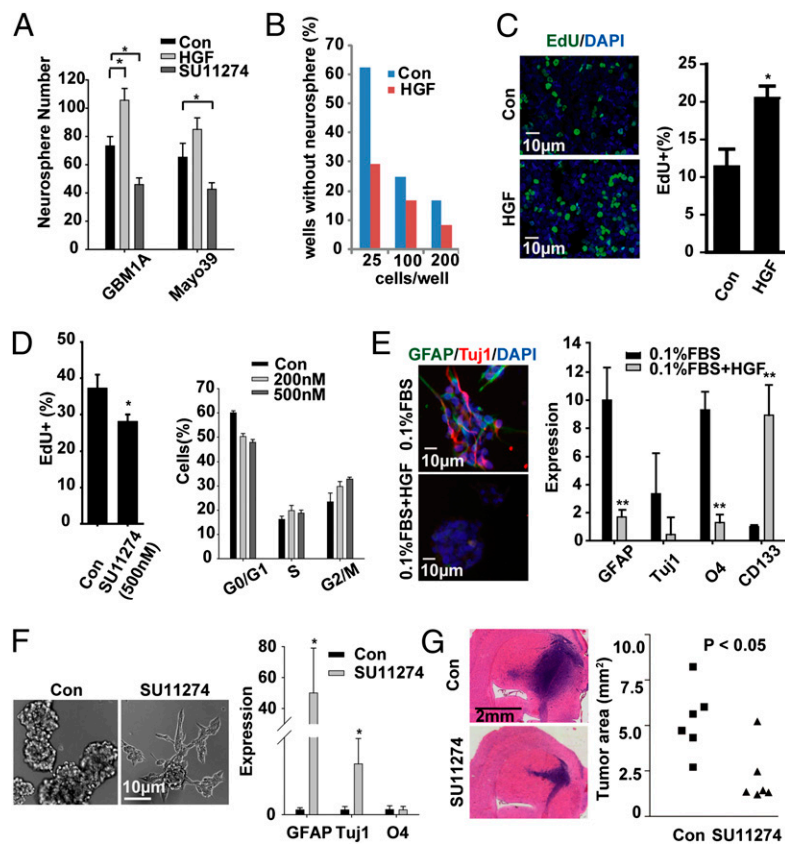 A
Con
HGF
SU11274
Neurosphere Number
120
100
80
60
40
20
0
* * *
GBM1A
Mayo39
B
wells without neurosphere (%)
70
60
50
40
30
20
10
0
Con
HGF
25 100 200
cells/well
C
EdU/DAPI
Con
10μm
HGF
10μm
EdU+(%)
25
20
15
10
5
0
*
Con
HGF
D
EdU+ (%)
50
40
30
20
10
0
*
Con
SU11274
(500nM)
Con
200nM
500nM
Cells(%)
70
60
50
40
30
20
10
0
G0/G1 S G2/M
E
GFAP/Tuj1/DAPI
0.1%FBS
10μm
0.1%FBS+HGF
10μm
0.1%FBS
0.1%FBS+HGF
Expression
14
12
10
8
6
4
2
0
** ** **
GFAP
Tuj1
O4
CD133
F
Con SU11274
10μm
Con
SU11274
Expression
80
60
40
0
* *
GFAP Tuj1 O4
G
Con
2mm
SU11274
Tumor area (mm²)
10.0
7.5
5.0
2.5
0
P < 0.05
Con SU11274